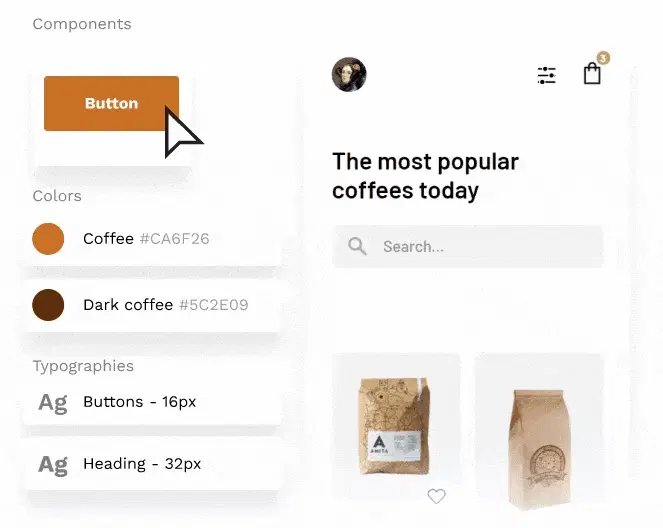 Components
Button
Colors
Coffee #CA6F26
Dark coffee #5C2E09
Typographies
Ag Buttons - 16px
Ag Heading - 32px
3
The most popular
coffees today
Search...
A